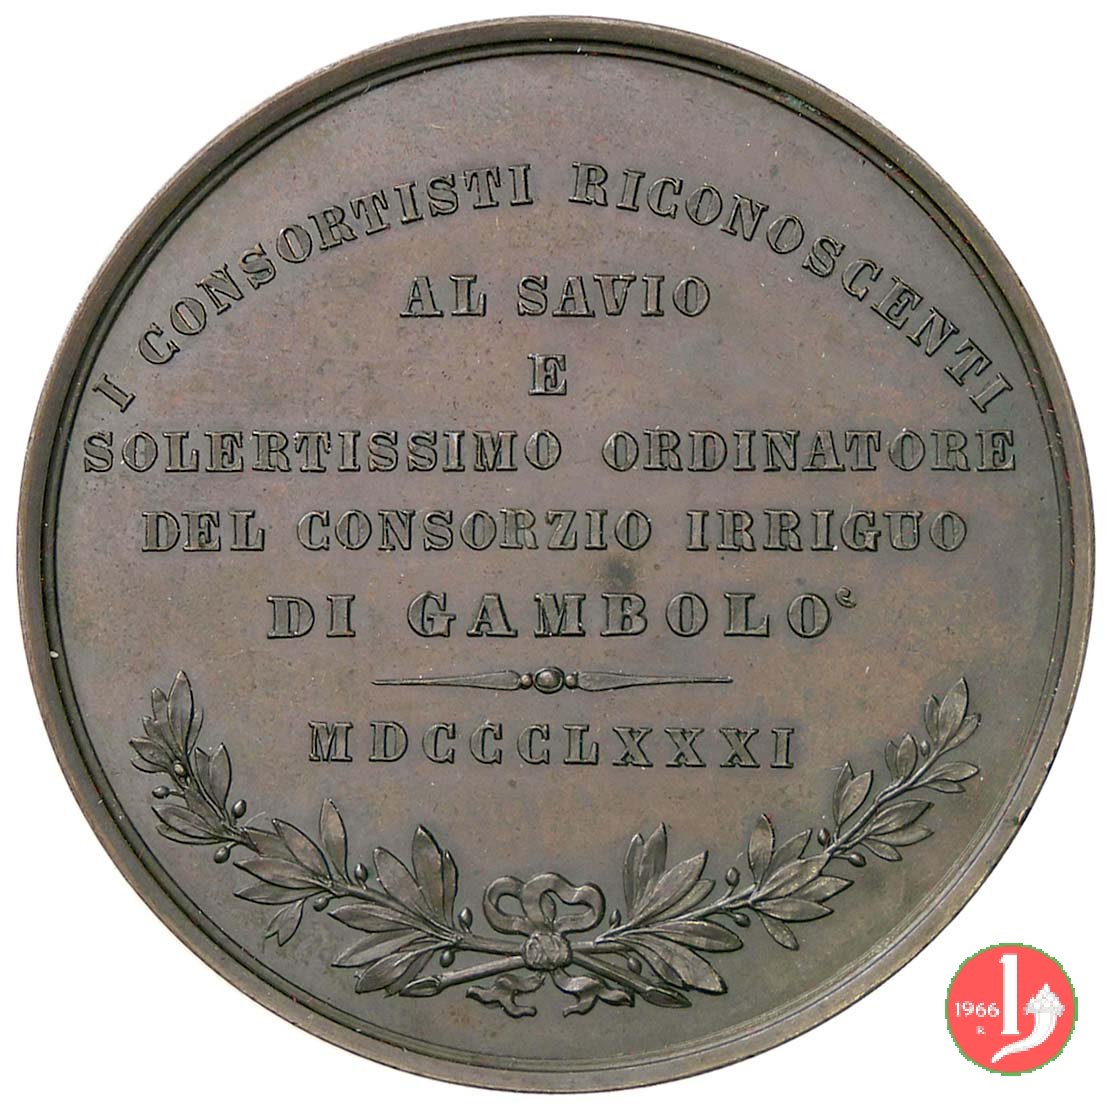 I CONSORTISTI RICONOSCENTI
AL SAVIO
E
SOLERTISSIMO ORDINATORE
DEL CONSORZIO IRRIGUO
DI GAMBOLO'
MDCCCLXXXI
1966
R